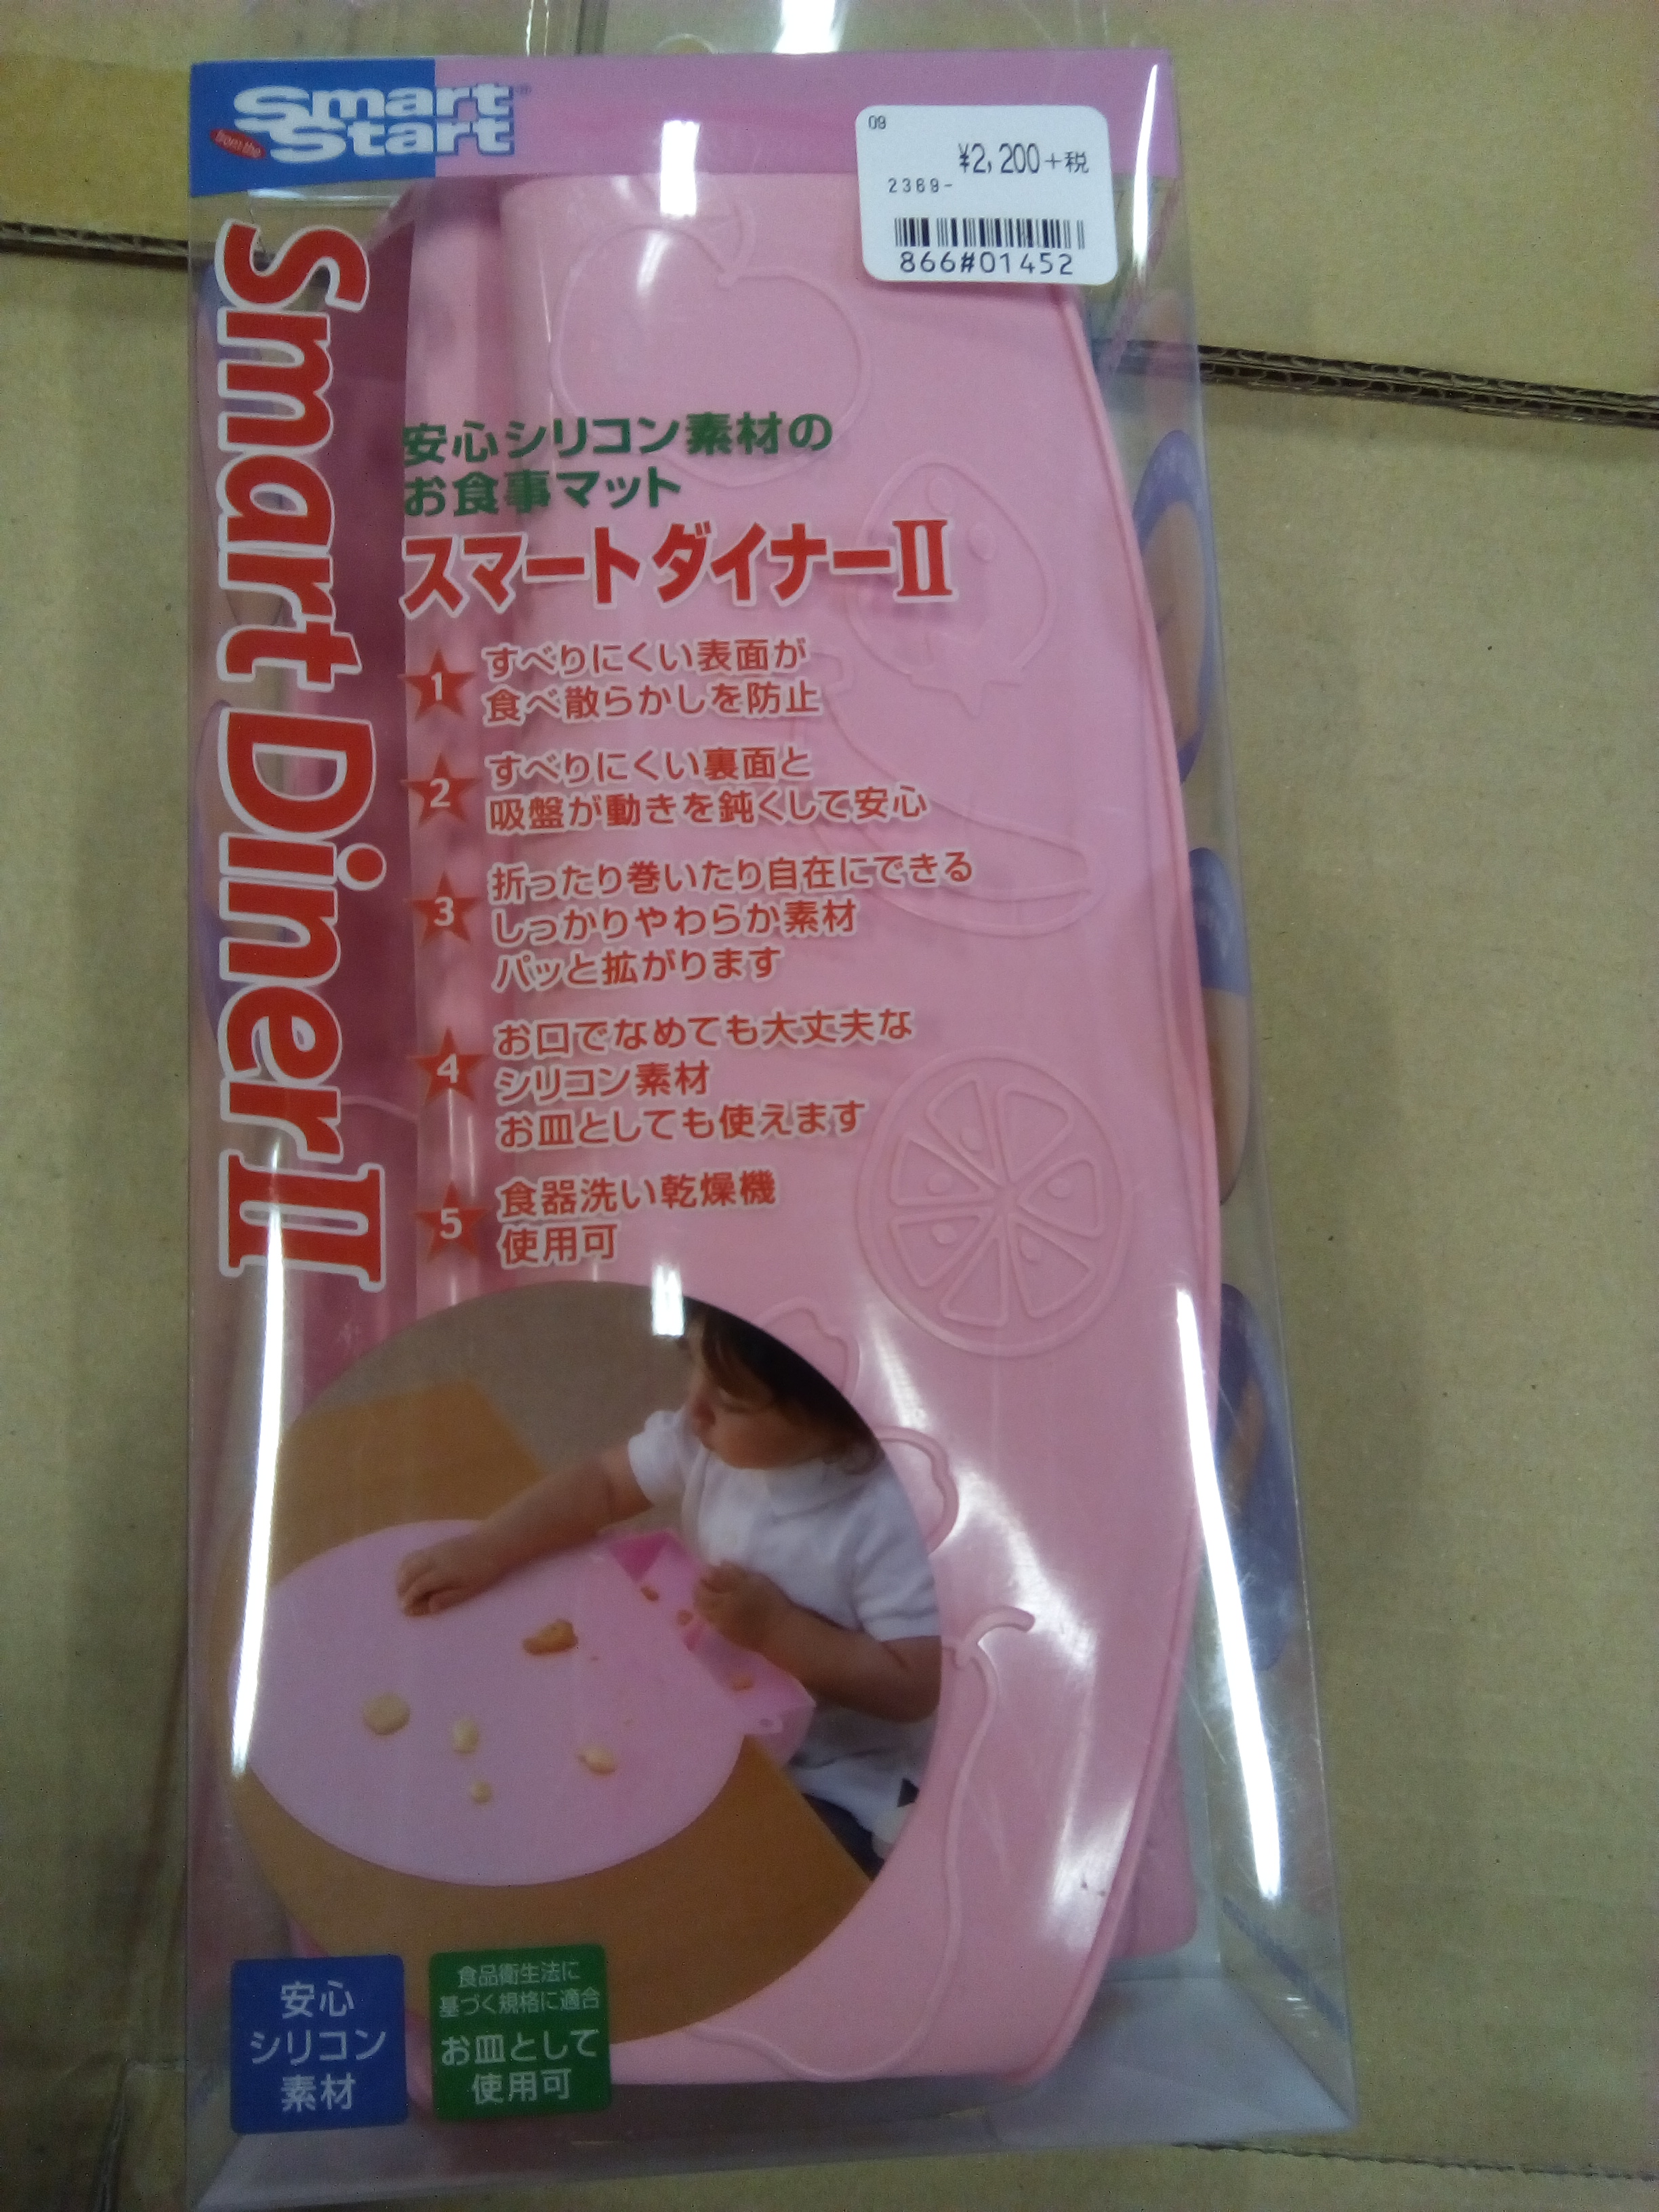 Smart
from the
Start
09
¥2,200+税
2369-
866#01452
Smart Diner II
安心シリコン素材の
お食事マット
スマートダイナーII
1
すべりにくい表面が
食べ散らかしを防止
2
すべりにくい裏面と
吸盤が動きを鈍くして安心
3
折ったり巻いたり自在にできる
しっかりやわらか素材
パッと拡がります
4
お口でなめても大丈夫な
シリコン素材
お皿としても使えます
5
食器洗い乾燥機
使用可
安心
シリコン
素材
食品衛生法に
基づく規格に適合
お皿として
使用可